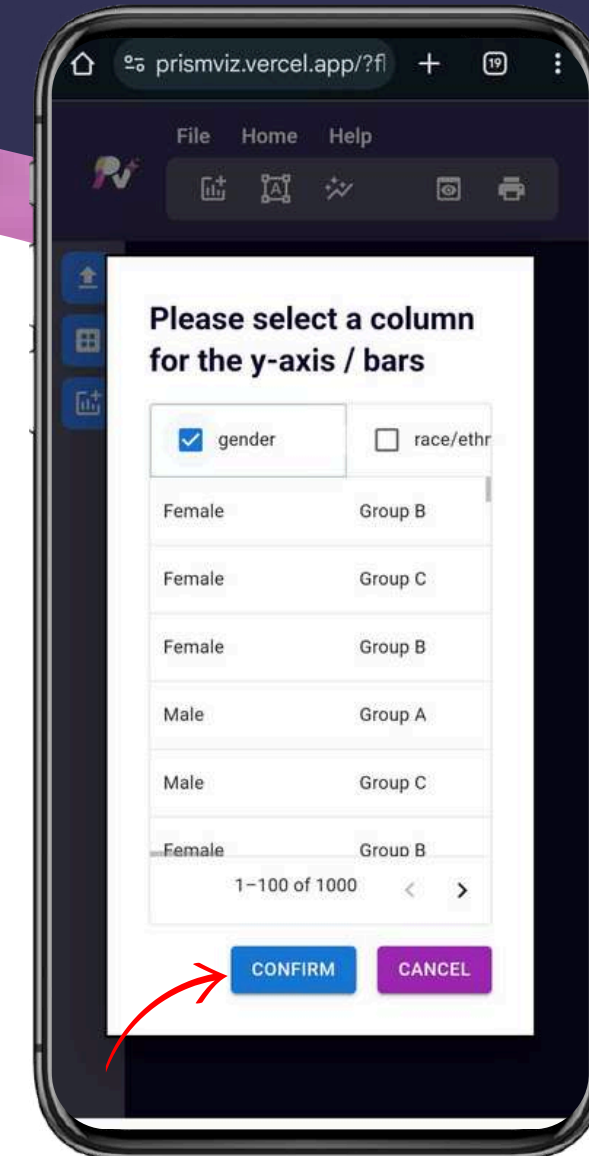 prismviz.vercel.app/?fl
19
File Home Help
Please select a column
for the y-axis / bars
gender race/ethr
Female Group B
Female Group C
Female Group B
Male Group A
Male Group C
Female Group B
1–100 of 1000
CONFIRM CANCEL